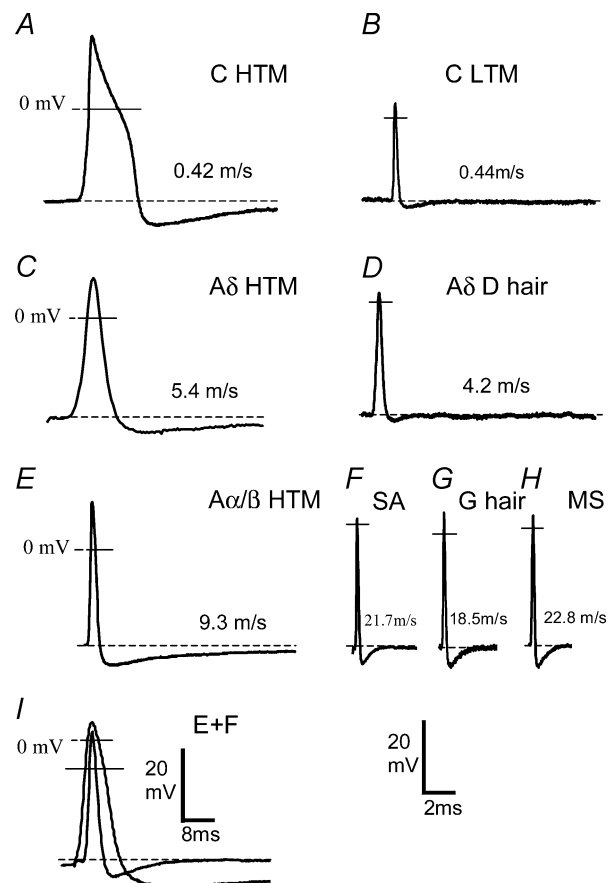 A
C HTM
0 mV
0.42 m/s
B
C LTM
0.44m/s
C
Aδ HTM
0 mV
5.4 m/s
D
Aδ D hair
4.2 m/s
E
Aα/ß HTM
0 mV
9.3 m/s
F
SA
21.7m/s
G
G hair
18.5m/s
H
MS
22.8 m/s
I
E+F
0 mV
20
mV
8ms
20
mV
2ms